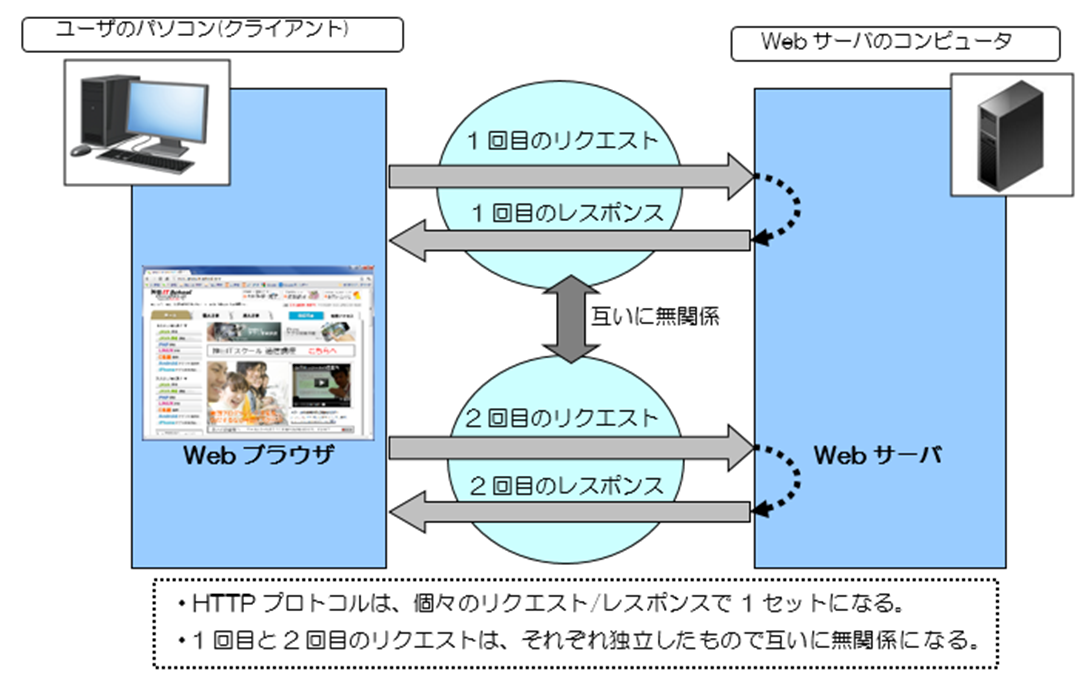 ユーザのパソコン(クライアント)
Web サーバのコンピュータ
1回目のリクエスト
1回目のレスポンス
互いに無関係
こちらへ
2回目のリクエスト
Web ブラウザ
Web サーバ
2回目のレスポンス
・HTTP プロトコルは、個々のリクエスト/レスポンスで 1 セットになる。
・1回目と2回目のリクエストは、それぞれ独立したもので互いに無関係になる。